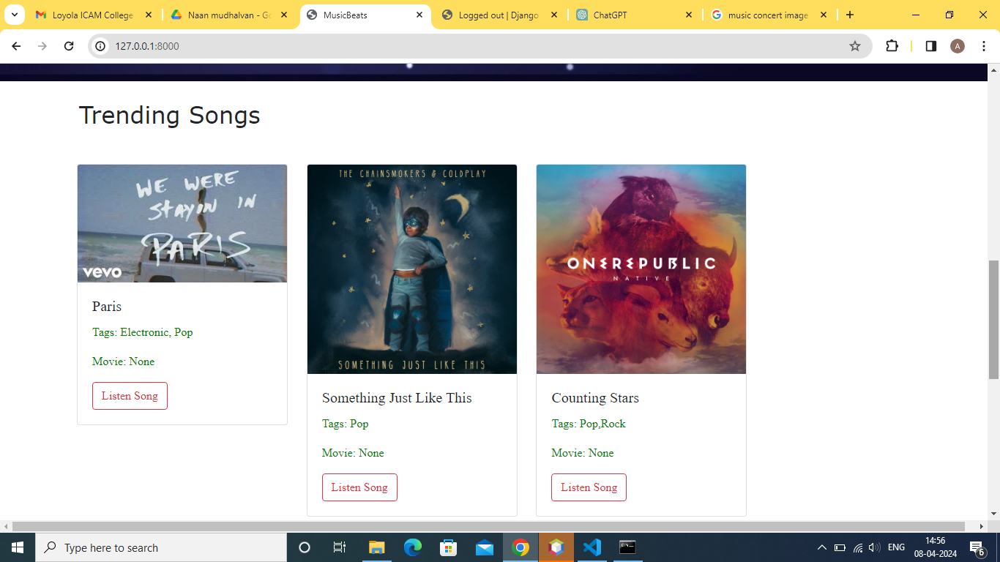 Loyola ICAM College
Naan mudhalvan - Go
MusicBeats
Logged out | Django
ChatGPT
music concert image
127.0.0.1:8000
A
Trending Songs
WE WERE
STAYIN IN
PARIS
vevo
Paris
Tags: Electronic, Pop
Movie: None
Listen Song
THE CHAINSMOKERS & COLDPLAY
SOMETHING JUST LIKE THIS
Something Just Like This
Tags: Pop
Movie: None
Listen Song
ONEREPUBLIC
NATIVE
Counting Stars
Tags: Pop,Rock
Movie: None
Listen Song
Type here to search
ENG
14:56
08-04-2024
6